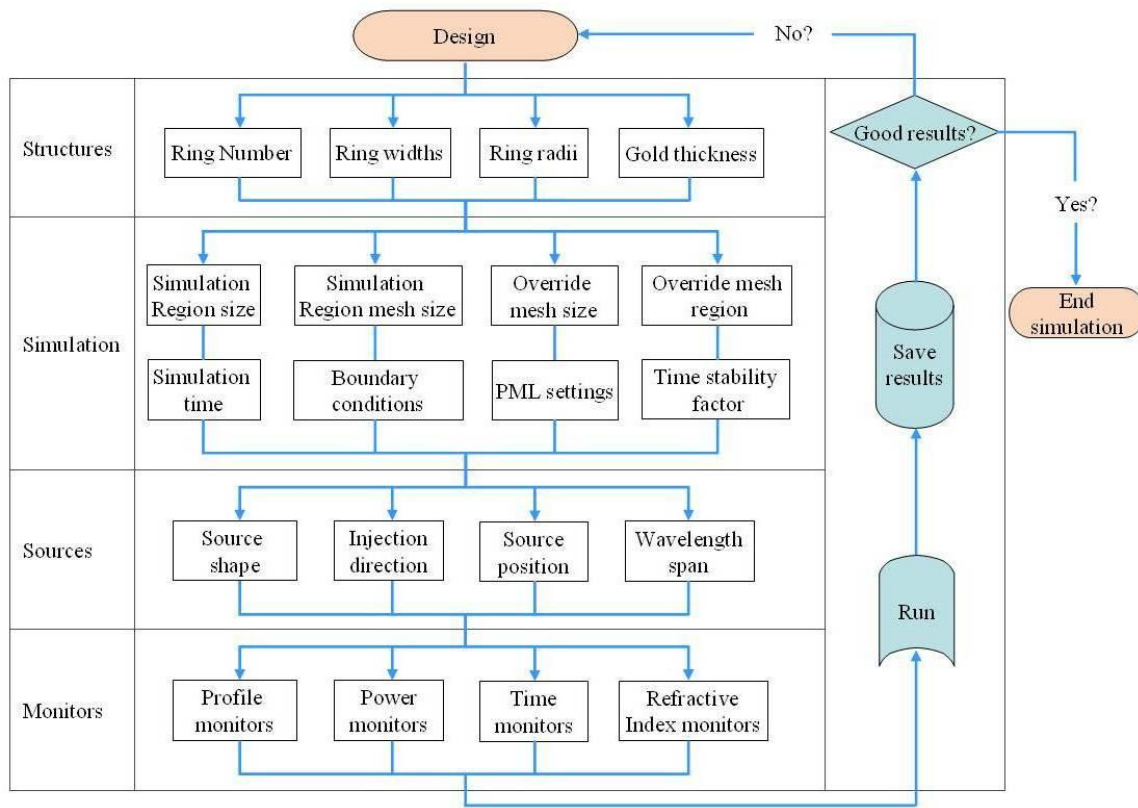 Design
No?
Structures
Ring Number
Ring widths
Ring radii
Gold thickness
Good results?
Yes?
End
simulation
Simulation
Simulation
Region size
Simulation
Region mesh size
Override
mesh size
Override mesh
region
Simulation
time
Boundary
conditions
PML settings
Time stability
factor
Save
results
Sources
Source
shape
Injection
direction
Source
position
Wavelength
span
Run
Monitors
Profile
monitors
Power
monitors
Time
monitors
Refractive
Index monitors